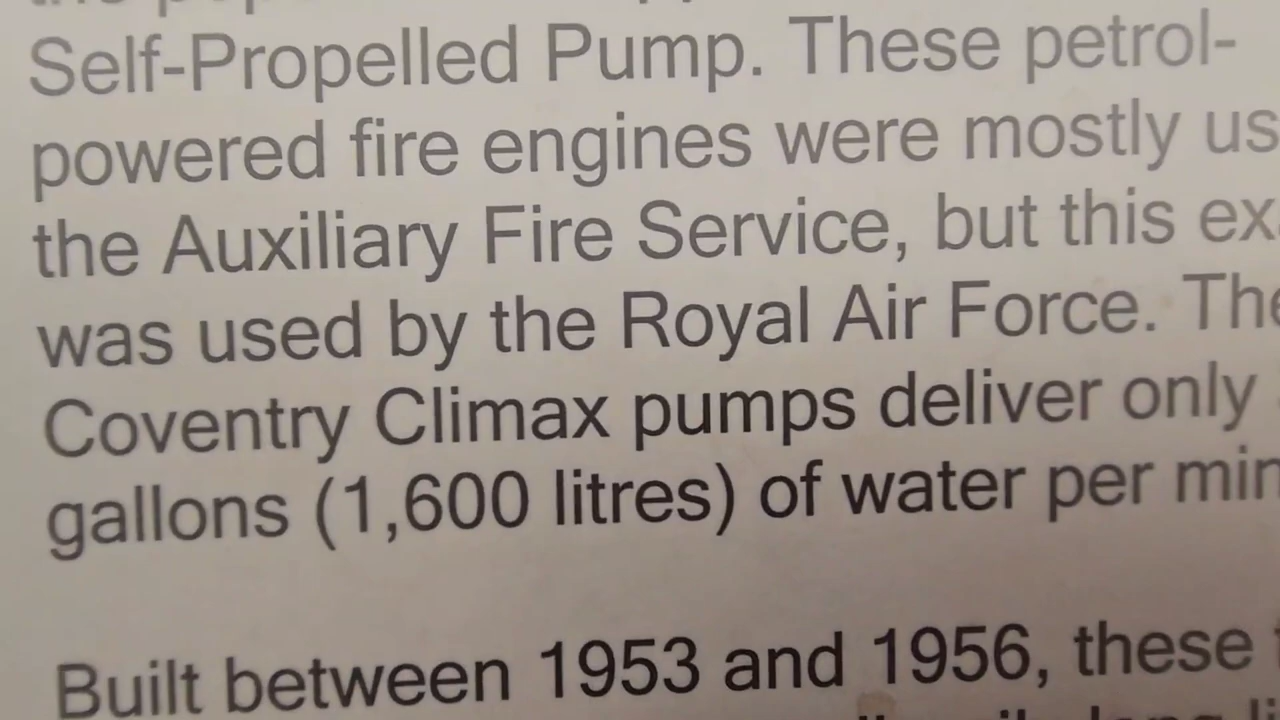 Self-Propelled Pump. These petrol-
powered fire engines were mostly us
the Auxiliary Fire Service, but this ex
was used by the Royal Air Force. The
Coventry Climax pumps deliver only
gallons (1,600 litres) of water per min
Built between 1953 and 1956, these